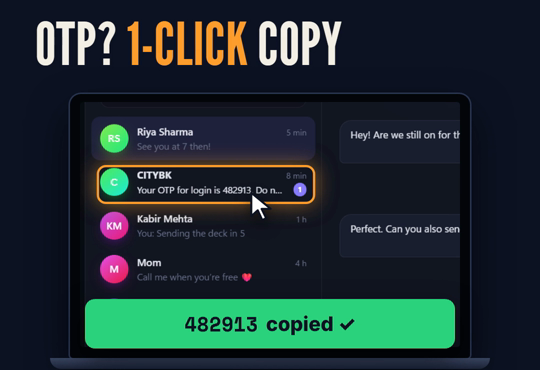 OTP? 1-CLICK COPY
RS
Riya Sharma
5 min
See you at 7 then!
Hey! Are we still on for th
C
CITYBK
8 min
Your OTP for login is 482913 Do n...
1
KM
Kabir Mehta
1 h
You: Sending the deck in 5
Perfect. Can you also sen
M
Mom
4 h
Call me when you're free ❤️
482913 copied ✓